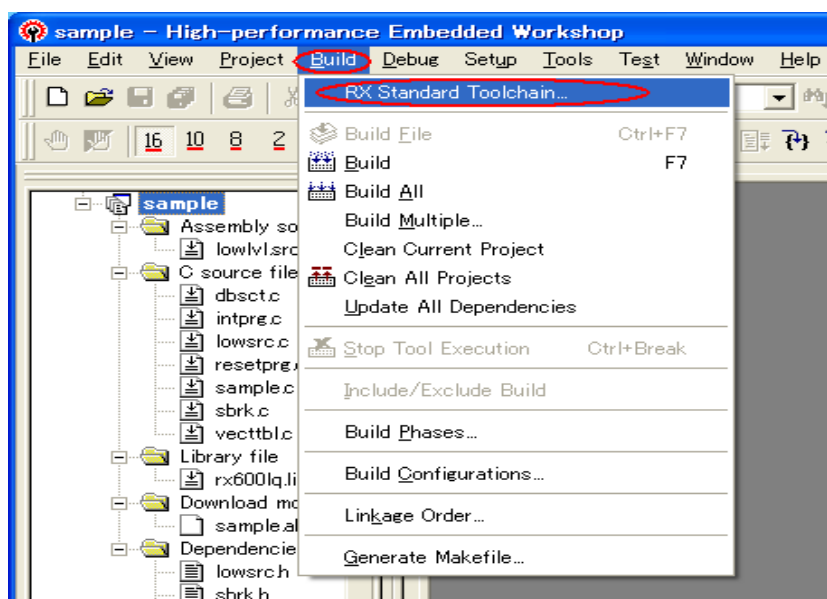 sample - High-performance Embedded Workshop
File Edit View Project Build Debug Setup Tools Test Window Help
RX Standard Toolchain...
16 10 8 2
Build File Ctrl+F7
Build F7
Build All
Build Multiple...
Clean Current Project
Clean All Projects
Update All Dependencies
Stop Tool Execution Ctrl+Break
Include/Exclude Build
Build Phases...
Build Configurations...
Linkage Order...
Generate Makefile...
sample
Assembly so
lowlvl.src
C source file
dbsct.c
intprg.c
lowsrc.c
resetprg.
sample.c
sbrk.c
vecttbl.c
Library file
rx600lq.li
Download mo
sample.a
Dependencie
lowsrc.h
sbrk.h